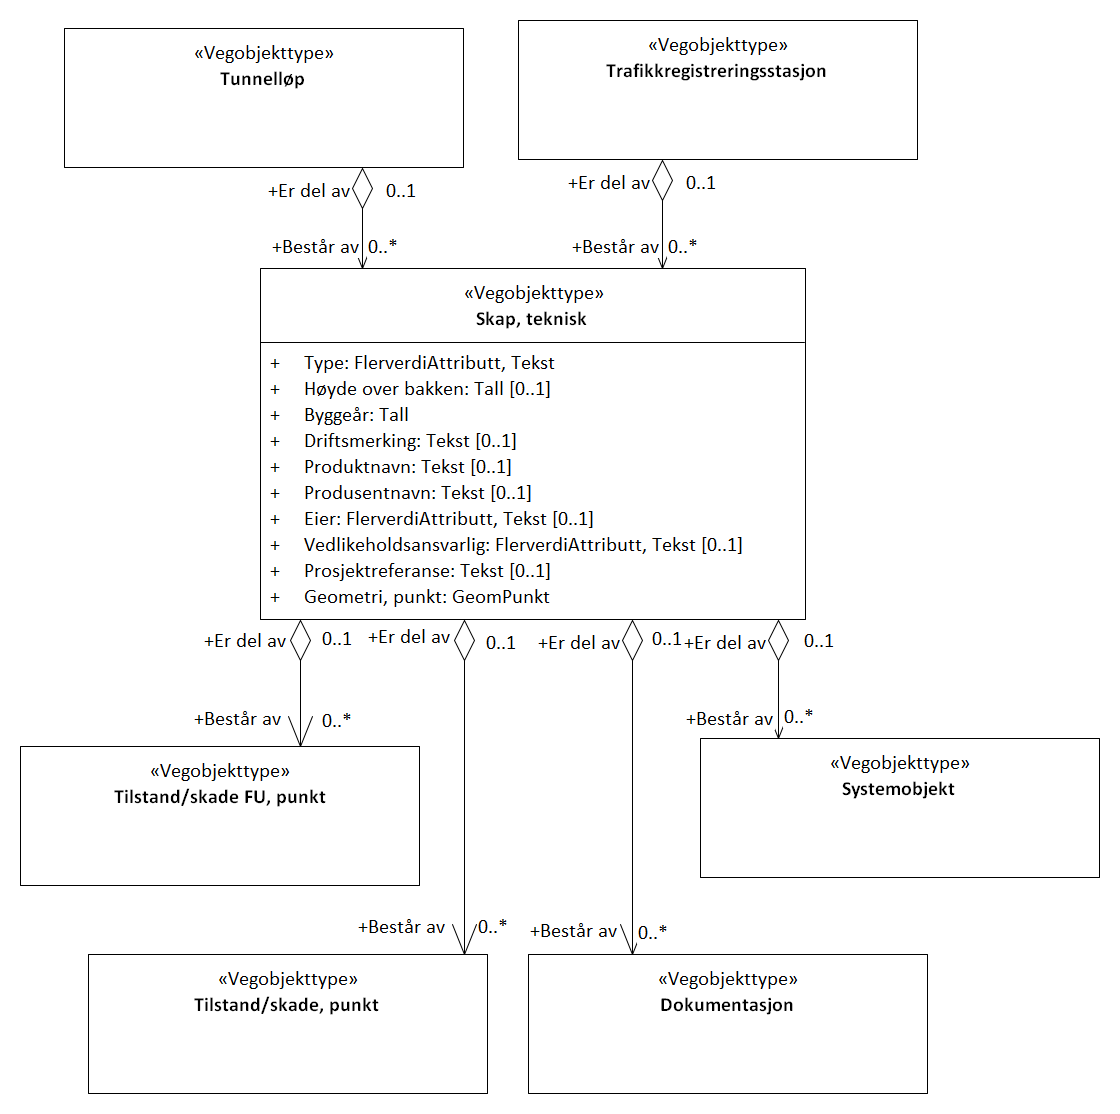 «Vegobjekttype»
Tunnelløp
«Vegobjekttype»
Trafikkregistreringsstasjon
+Er del av 0..1
+Består av 0..*
+Er del av 0..1
+Består av 0..*
«Vegobjekttype»
Skap, teknisk
+ Type: FlerverdiAttributt, Tekst
+ Høyde over bakken: Tall [0..1]
+ Byggeår: Tall
+ Driftsmerking: Tekst [0..1]
+ Produktnavn: Tekst [0..1]
+ Produsentnavn: Tekst [0..1]
+ Eier: FlerverdiAttributt, Tekst [0..1]
+ Vedlikeholdsansvarlig: FlerverdiAttributt, Tekst [0..1]
+ Prosjektreferanse: Tekst [0..1]
+ Geometri, punkt: GeomPunkt
+Er del av 0..1
+Er del av 0..1
+Er del av 0..1
+Er del av 0..1
+Består av 0..*
+Består av 0..*
«Vegobjekttype»
Tilstand/skade FU, punkt
«Vegobjekttype»
Systemobjekt
+Består av 0..*
+Består av 0..*
«Vegobjekttype»
Tilstand/skade, punkt
«Vegobjekttype»
Dokumentasjon